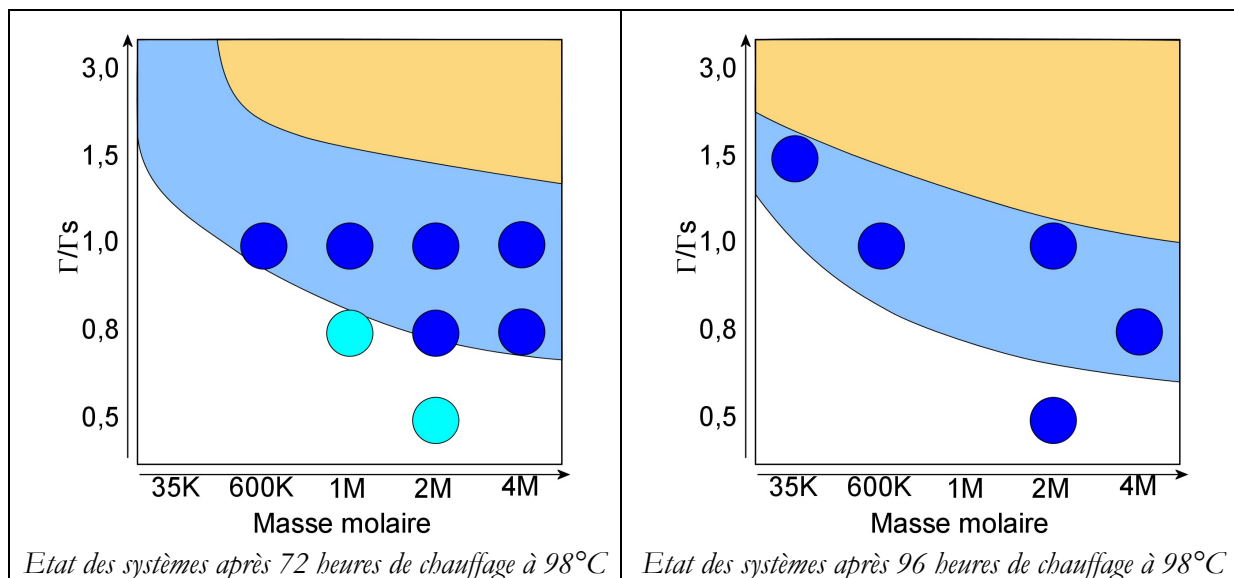 3,0
1,5
1,0
0,8
0,5
Γ/Γs
35K 600K 1M 2M 4M
Masse molaire
Etat des systèmes après 72 heures de chauffage à 98°C
3,0
1,5
1,0
0,8
0,5
Γ/Γs
35K 600K 1M 2M 4M
Masse molaire
Etat des systèmes après 96 heures de chauffage à 98°C